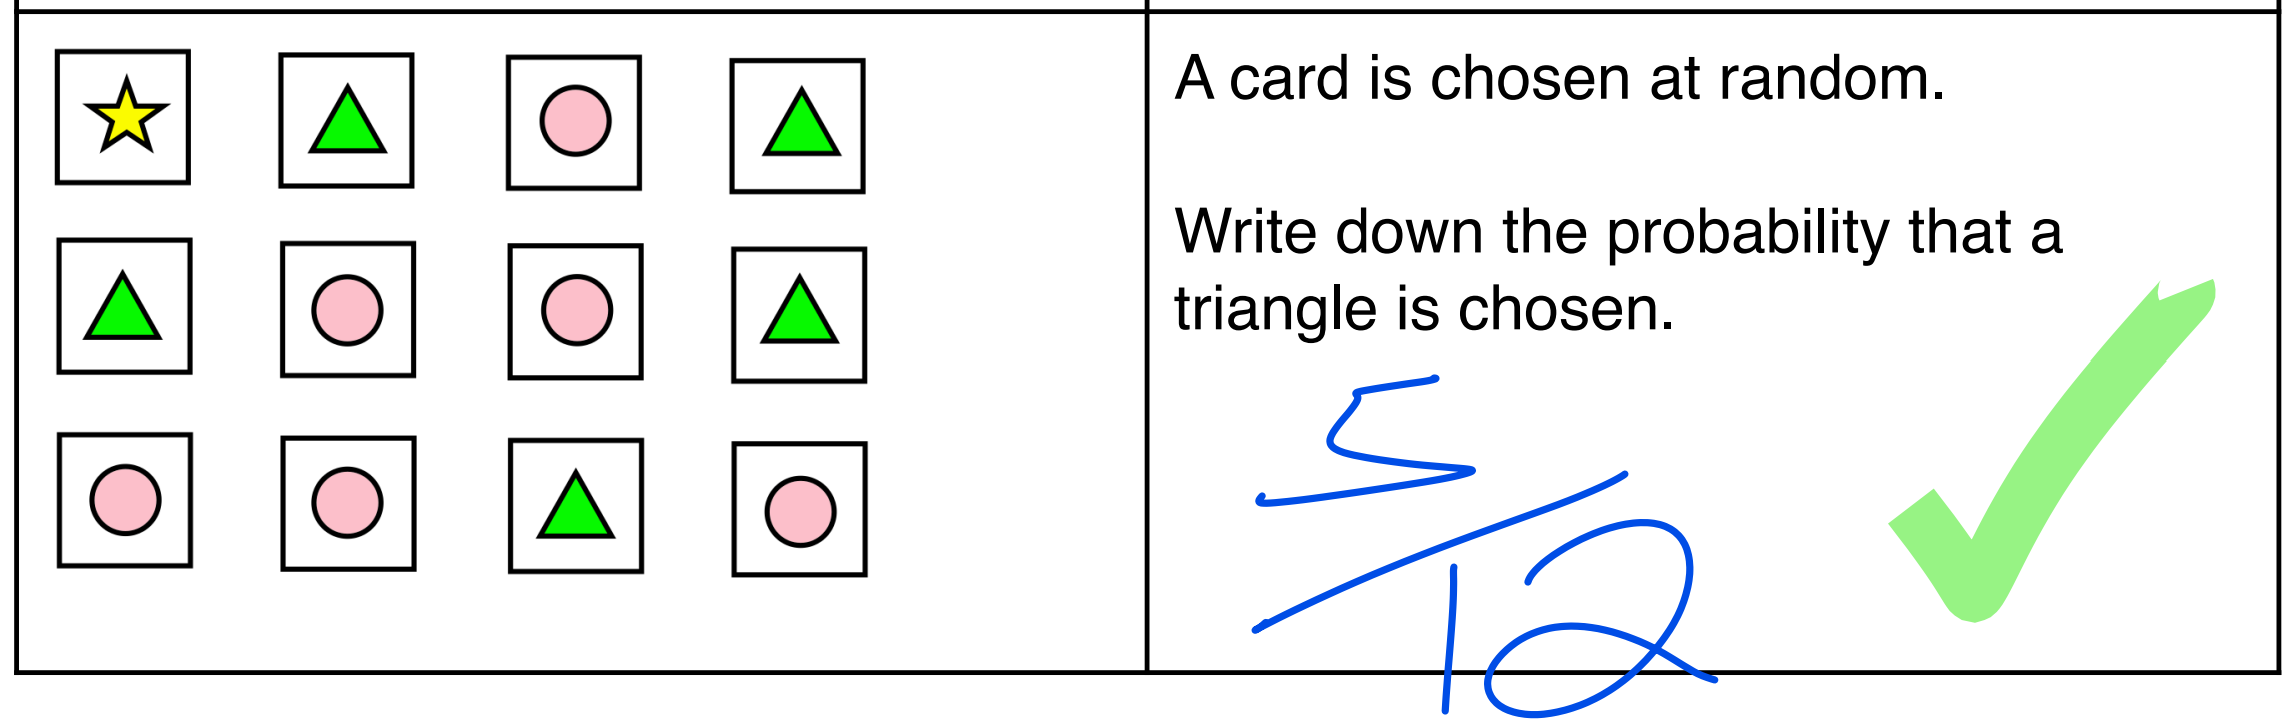 A card is chosen at random.
Write down the probability that a
triangle is chosen.
5
12